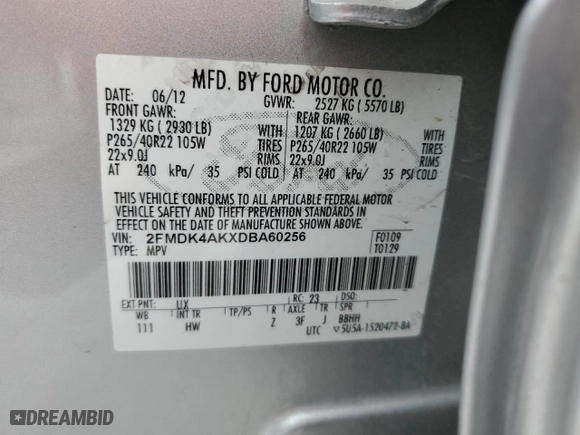 MFD. BY FORD MOTOR CO.
DATE: 06/12 GVWR: 2527 KG ( 5570 LB)
FRONT GAWR: REAR GAWR:
1329 KG ( 2930 LB) WITH 1207 KG ( 2660 LB) WITH
P265/40R22 105W TIRES P265/40R22 105W TIRES
22x9.0J RIMS 22x9.0J RIMS
AT 240 kPa/ 35 PSI COLD AT 240 kPa/ 35 PSI COLD
THIS VEHICLE CONFORMS TO ALL APPLICABLE FEDERAL MOTOR
VEHICLE SAFETY AND THEFT PREVENTION STANDARDS IN
EFFECT ON THE DATE OF MANUFACTURE SHOWN ABOVE.
VIN: 2FMDK4AKXDBA60256 F0109
TYPE: MPV T0129
EXT PNT: UX RC: 23 DSO:
WB INT TR TP/PS R AXLE TR SPR
111 HW Z 3F J BBHH
UTC ▽5U5A-1520472-BA
DREAMBID